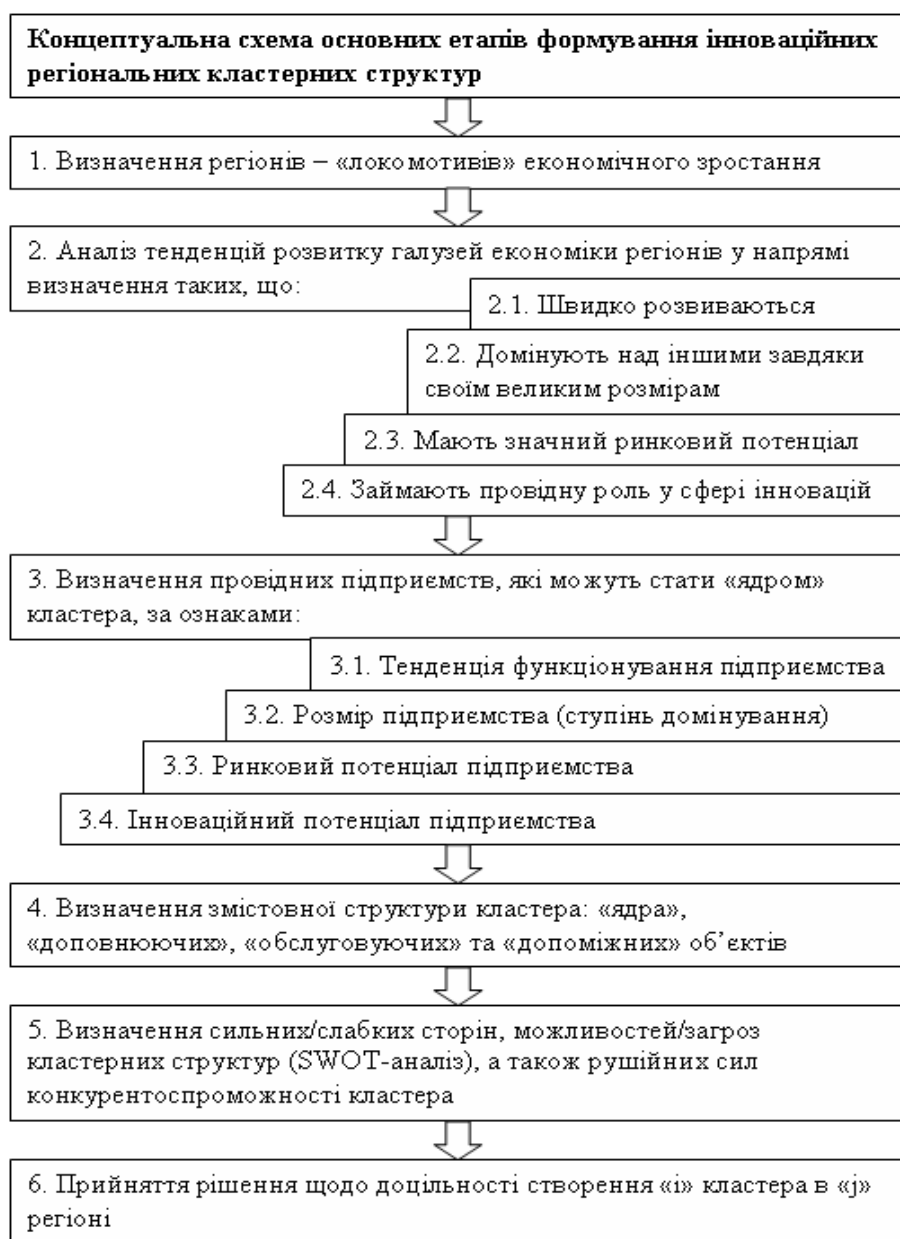 Концептуальна схема основних етапів формування інноваційних
регіональних кластерних структур
1. Визначення регіонів – «локомотивів» економічного зростання
2. Аналіз тенденцій розвитку галузей економіки регіонів у напрямі
визначення таких, що:
2.1. Швидко розвиваються
2.2. Домінують над іншими завдяки
своїм великим розмірам
2.3. Мають значний ринковий потенціал
2.4. Займають провідну роль у сфері інновацій
3. Визначення провідних підприємств, які можуть стати «ядром»
кластера, за ознаками:
3.1. Тенденція функціонування підприємства
3.2. Розмір підприємства (ступінь домінування)
3.3. Ринковий потенціал підприємства
3.4. Інноваційний потенціал підприємства
4. Визначення змістовної структури кластера: «ядра»,
«доповнюючих», «обслуговуючих» та «допоміжних» об’єктів
5. Визначення сильних/слабких сторін, можливостей/загроз
кластерних структур (SWOT-аналіз), а також рушійних сил
конкурентоспроможності кластера
6. Прийняття рішення щодо доцільності створення «i» кластера в «j»
регіоні